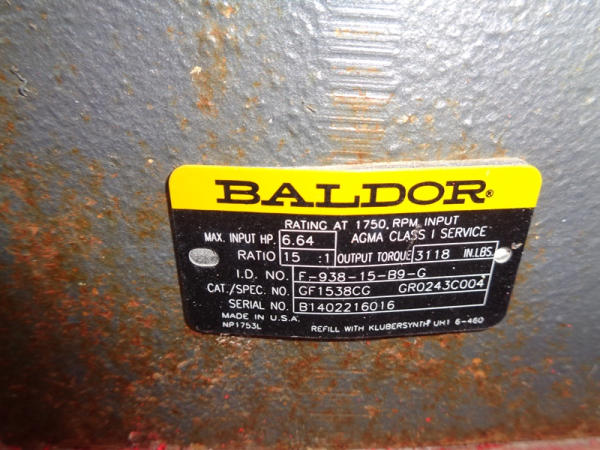 BALDOR®
RATING AT 1750 RPM INPUT
MAX. INPUT HP. 6.64 AGMA CLASS I SERVICE
RATIO 15 :1 OUTPUT TORQUE 3118 IN.LBS.
I.D. NO. F-938-15-B9-G
CAT./SPEC. NO. GF1538CG GR0243C004
SERIAL NO. B1402216016
MADE IN U.S.A.
NP1753L REFILL WITH KLUBERSYNTH® UH1 6-460